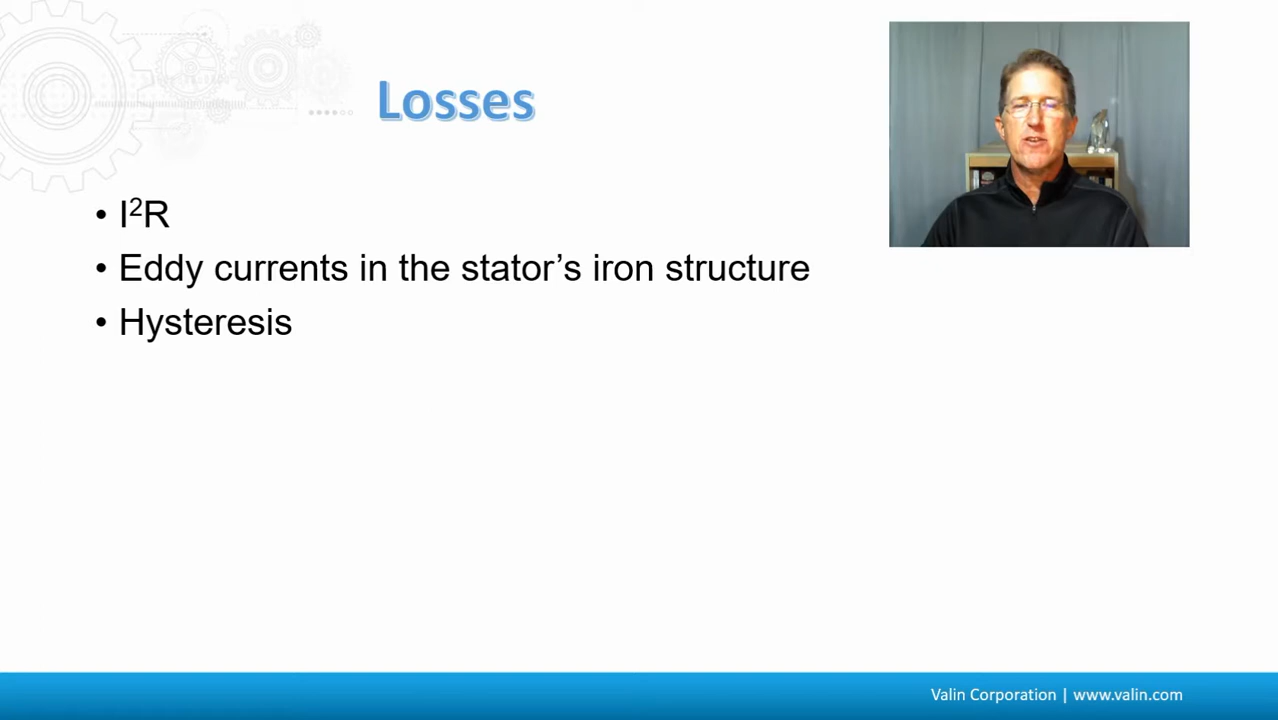 Losses
• I²R
• Eddy currents in the stator’s iron structure
• Hysteresis
Valin Corporation | www.valin.com